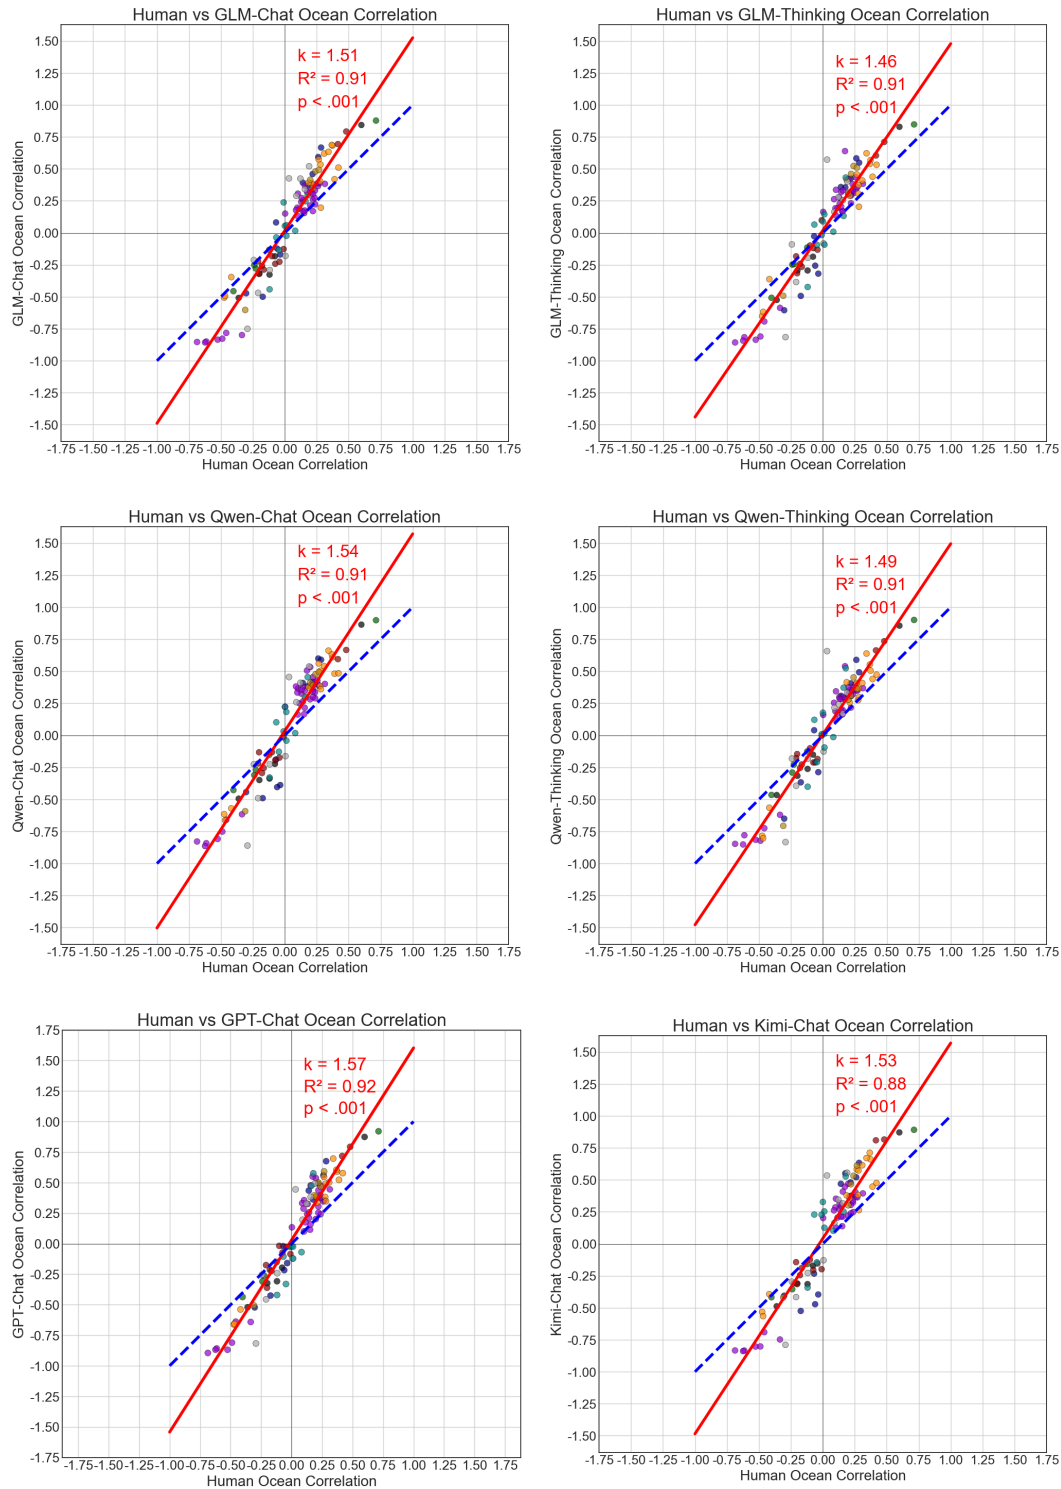 Human vs GLM-Chat Ocean Correlation
k = 1.51
R² = 0.91
p < .001
1.50
1.25
1.00
0.75
0.50
0.25
0.00
-0.25
-0.50
-0.75
-1.00
-1.25
-1.50
GLM-Chat Ocean Correlation
-1.75 -1.50 -1.25 -1.00 -0.75 -0.50 -0.25 0.00 0.25 0.50 0.75 1.00 1.25 1.50 1.75
Human Ocean Correlation
Human vs GLM-Thinking Ocean Correlation
k = 1.46
R² = 0.91
p < .001
1.50
1.25
1.00
0.75
0.50
0.25
0.00
-0.25
-0.50
-0.75
-1.00
-1.25
-1.50
GLM-Thinking Ocean Correlation
-1.75 -1.50 -1.25 -1.00 -0.75 -0.50 -0.25 0.00 0.25 0.50 0.75 1.00 1.25 1.50 1.75
Human Ocean Correlation
Human vs Qwen-Chat Ocean Correlation
k = 1.54
R² = 0.91
p < .001
1.50
1.25
1.00
0.75
0.50
0.25
0.00
-0.25
-0.50
-0.75
-1.00
-1.25
-1.50
Qwen-Chat Ocean Correlation
-1.75 -1.50 -1.25 -1.00 -0.75 -0.50 -0.25 0.00 0.25 0.50 0.75 1.00 1.25 1.50 1.75
Human Ocean Correlation
Human vs Qwen-Thinking Ocean Correlation
k = 1.49
R² = 0.91
p < .001
1.50
1.25
1.00
0.75
0.50
0.25
0.00
-0.25
-0.50
-0.75
-1.00
-1.25
-1.50
Qwen-Thinking Ocean Correlation
-1.75 -1.50 -1.25 -1.00 -0.75 -0.50 -0.25 0.00 0.25 0.50 0.75 1.00 1.25 1.50 1.75
Human Ocean Correlation
Human vs GPT-Chat Ocean Correlation
k = 1.57
R² = 0.92
p < .001
1.75
1.50
1.25
1.00
0.75
0.50
0.25
0.00
-0.25
-0.50
-0.75
-1.00
-1.25
-1.50
-1.75
GPT-Chat Ocean Correlation
-1.75 -1.50 -1.25 -1.00 -0.75 -0.50 -0.25 0.00 0.25 0.50 0.75 1.00 1.25 1.50 1.75
Human Ocean Correlation
Human vs Kimi-Chat Ocean Correlation
k = 1.53
R² = 0.88
p < .001
1.50
1.25
1.00
0.75
0.50
0.25
0.00
-0.25
-0.50
-0.75
-1.00
-1.25
-1.50
Kimi-Chat Ocean Correlation
-1.75 -1.50 -1.25 -1.00 -0.75 -0.50 -0.25 0.00 0.25 0.50 0.75 1.00 1.25 1.50 1.75
Human Ocean Correlation